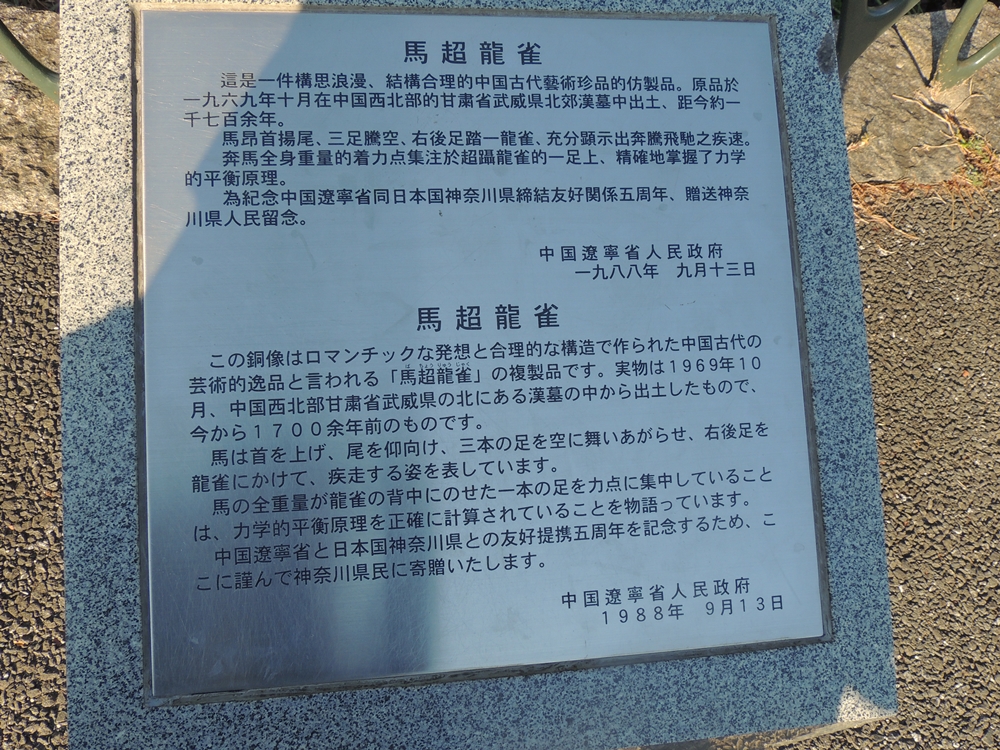 馬超龍雀
這是一件構思浪漫、結構合理的中国古代藝術珍品的仿製品。原品於
一九六九年十月在中国西北部的甘粛省武威県北郊漢墓中出土、距今約一
千七百余年。
馬昂首揚尾、三足騰空、右後足踏一龍雀、充分顕示出奔騰飛馳之疾速。
奔馬全身重量的着力点集注於超躡龍雀的一足上、精確地掌握了力学
的平衡原理。
為紀念中国遼寧省同日本国神奈川県締結友好関係五周年、贈送神奈
川県人民留念。
中国遼寧省人民政府
一九八八年 九月十三日
馬超龍雀
この銅像はロマンチックな発想と合理的な構造で作られた中国古代の
芸術的逸品と言われる「馬超龍雀」の複製品です。実物は1969年10
月、中国西北部甘粛省武威県の北にある漢墓の中から出土したもので、
今から1700余年前のものです。
馬は首を上げ、尾を仰向け、三本の足を空に舞いあがらせ、右後足を
龍雀にかけて、疾走する姿を表しています。
馬の全重量が龍雀の背中にのせた一本の足を力点に集中していること
は、力学的平衡原理を正確に計算されていることを物語っています。
中国遼寧省と日本国神奈川県との友好提携五周年を記念するため、こ
こに謹んで神奈川県民に寄贈いたします。
中国遼寧省人民政府
1988年 9月13日